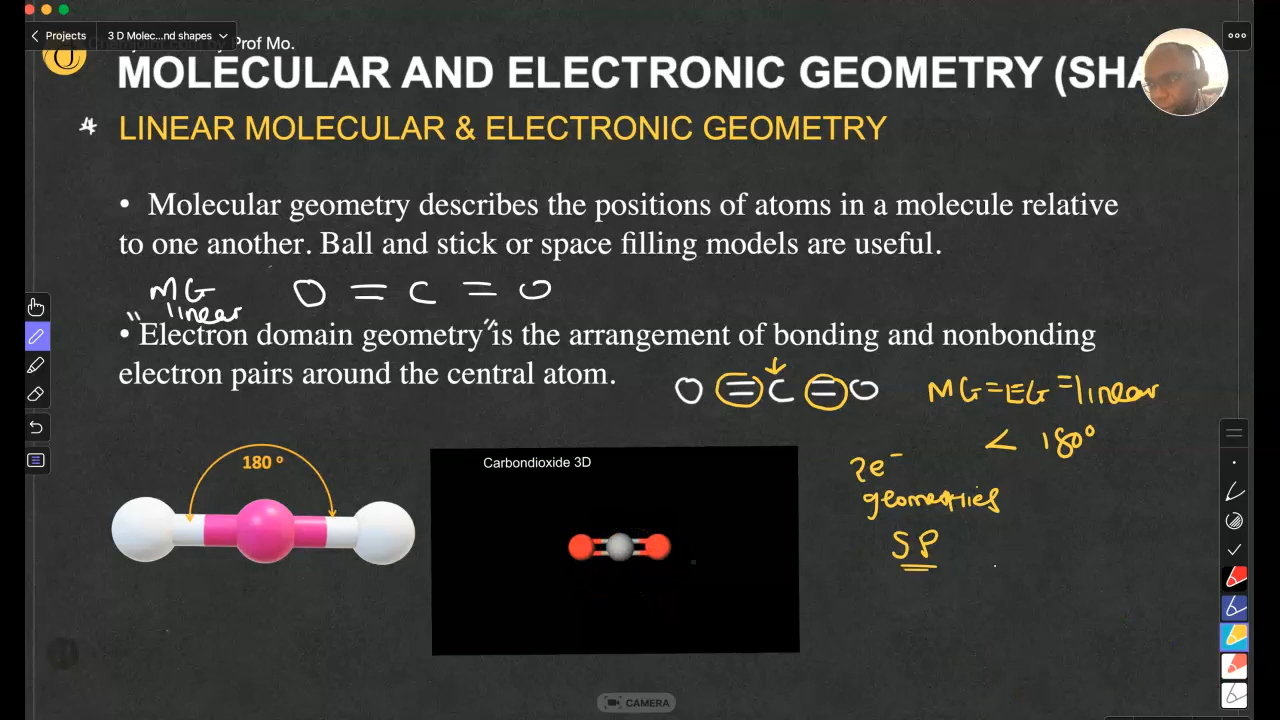 Projects
3 D Molec...nd shapes
by Prof Mo.
MOLECULAR AND ELECTRONIC GEOMETRY (SHA
LINEAR MOLECULAR & ELECTRONIC GEOMETRY
• Molecular geometry describes the positions of atoms in a molecule relative
to one another. Ball and stick or space filling models are useful.
MG O = C = O
linear
• "Electron domain geometry" is the arrangement of bonding and nonbonding
electron pairs around the central atom.
O = C = O MG = EG = linear
< 180°
180 º
Carbondioxide 3D
2e⁻
geometries
SP
CAMERA